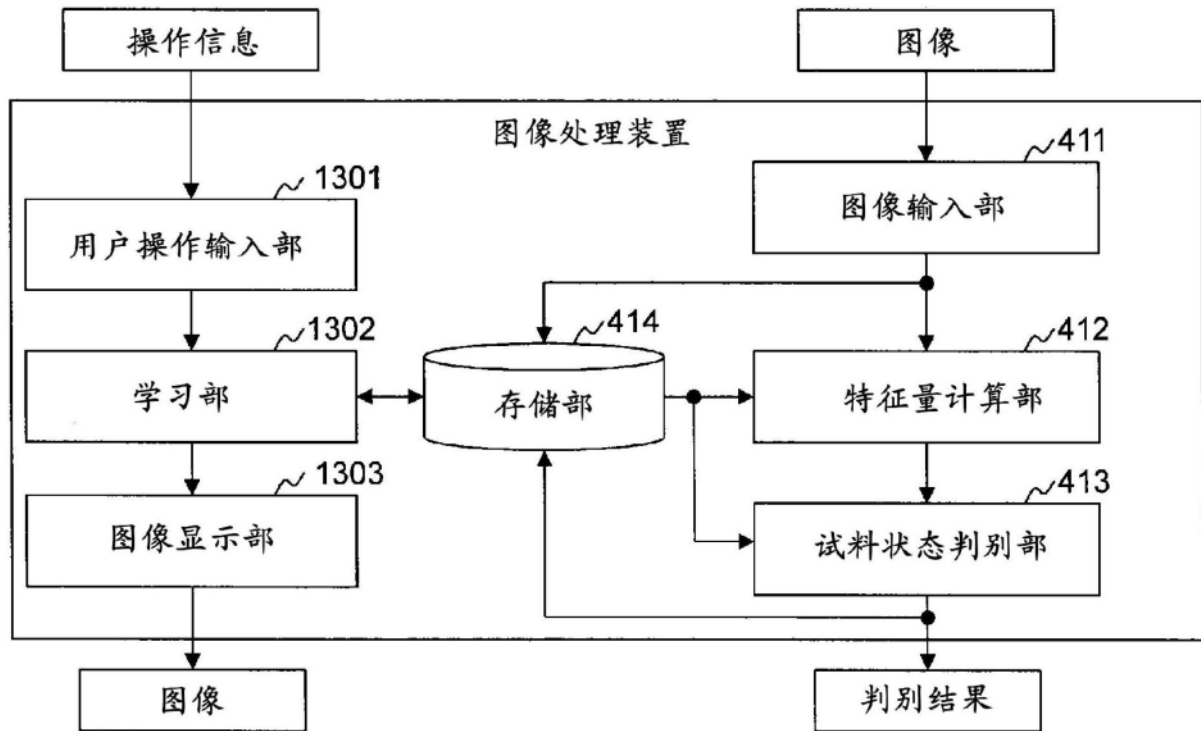 操作信息
图像
图像处理装置
411
图像输入部
1301
用户操作输入部
1302
学习部
414
存储部
412
特征量计算部
1303
图像显示部
413
试料状态判别部
图像
判别结果